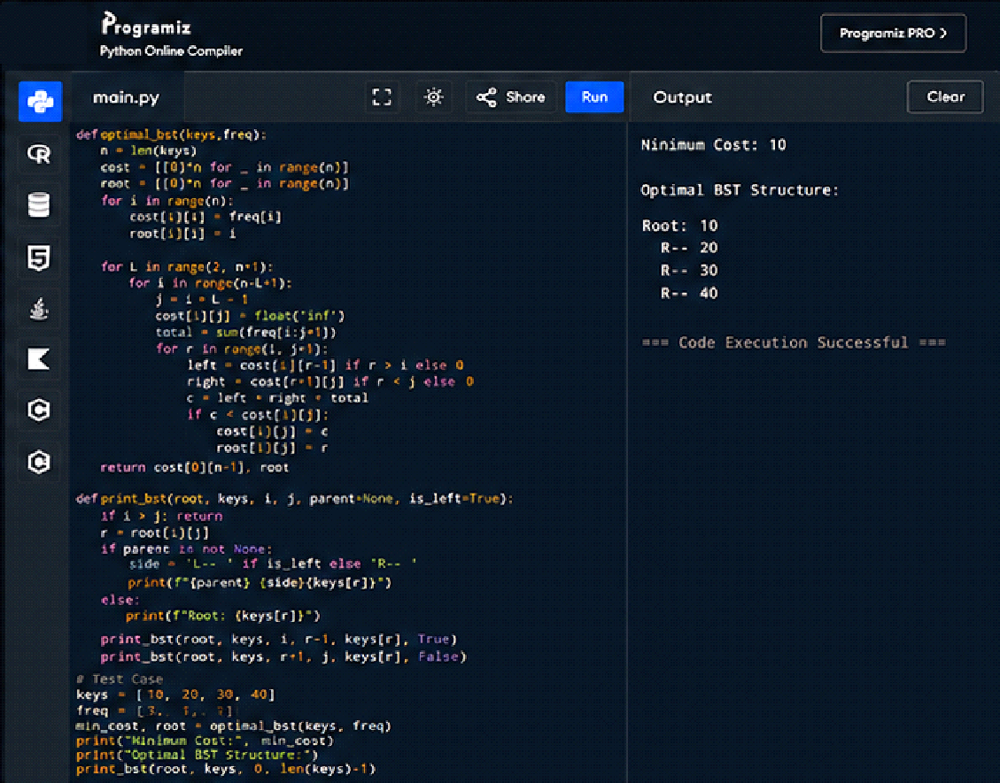 Programiz
Python Online Compiler
Programiz PRO >
main.py
Share
Run
Output
Clear
def optimal_bst(keys,freq):
n = len(keys)
cost = [[0]*n for _ in range(n)]
root = [[0]*n for _ in range(n)]
for i in range(n):
cost[i][i] = freq[i]
root[i][i] = i
for L in range(2, n+1):
for i in range(n-L+1):
j = i + L - 1
cost[i][j] = float('inf')
total = sum(freq[i:j+1])
for r in range(i, j+1):
left = cost[i][r-1] if r > i else 0
right = cost[r+1][j] if r < j else 0
c = left + right + total
if c < cost[i][j]:
cost[i][j] = c
root[i][j] = r
return cost[0][n-1], root
def print_bst(root, keys, i, j, parent=None, is_left=True):
if i > j: return
r = root[i][j]
if parent is not None:
side = 'L-- ' if is_left else 'R-- '
print(f"{parent} {side}{keys[r]}")
else:
print(f"Root: {keys[r]}")
print_bst(root, keys, i, r-1, keys[r], True)
print_bst(root, keys, r+1, j, keys[r], False)
# Test Case
keys = [ 10, 20, 30, 40]
freq = [
min_cost, root = optimal_bst(keys, freq)
print("Minimum Cost:", min_cost)
print("Optimal BST Structure:")
print_bst(root, keys, 0, len(keys)-1)
Ninimum Cost: 10
Optimal BST Structure:
Root: 10
R-- 20
R-- 30
R-- 40
=== Code Execution Successful ===